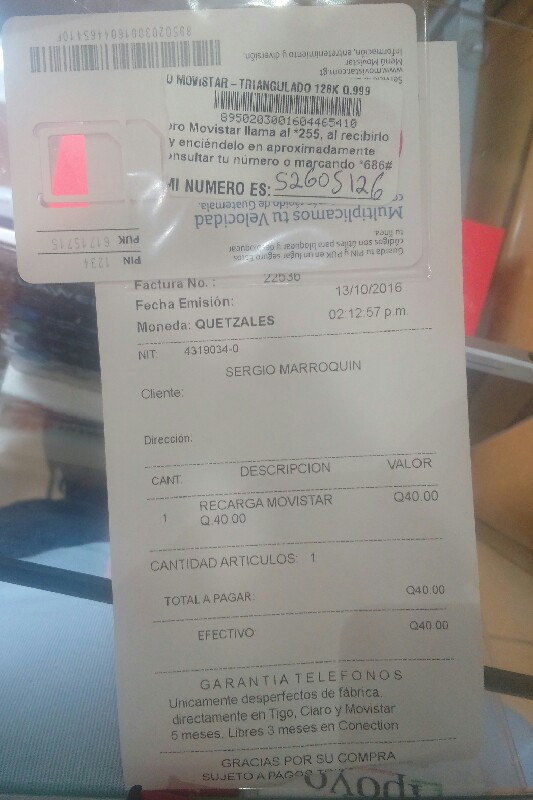 8950203001604465410F
Información, entretenimiento y diversión.
Menú Movistar
www.movistar.com.gt
O MOVISTAR - TRIANGULADO 128K 0.999
8950203001604465410
ro Movistar llama al *255, al recibirlo
y enciéndelo en aproximadamente
onsultar tu número o marcando *686#
MI NUMERO ES: 52605126
rápido de Guatemala.
Multiplicamos tu Velocidad
Guarda tu PIN y PUK en un lugar seguro. Estos
códigos son útiles para bloquear y desbloquear
tu línea.
PUK 61715715
PIN 1234
Factura No. : 22536
Fecha Emisión: 13/10/2016
Moneda: QUETZALES 02:12:57 p.m.
NIT: 4319034-0
SERGIO MARROQUIN
Cliente:
Dirección:
CANT. DESCRIPCION VALOR
1 RECARGA MOVISTAR Q40.00
Q.40.00
CANTIDAD ARTICULOS: 1
TOTAL A PAGAR: Q40.00
EFECTIVO: Q40.00
GARANTIA TELEFONOS
Unicamente desperfectos de fábrica.
directamente en Tigo, Claro y Movistar
5 meses. Libres 3 meses en Conection
GRACIAS POR SU COMPRA
SUJETO A PAGOS
apoyo